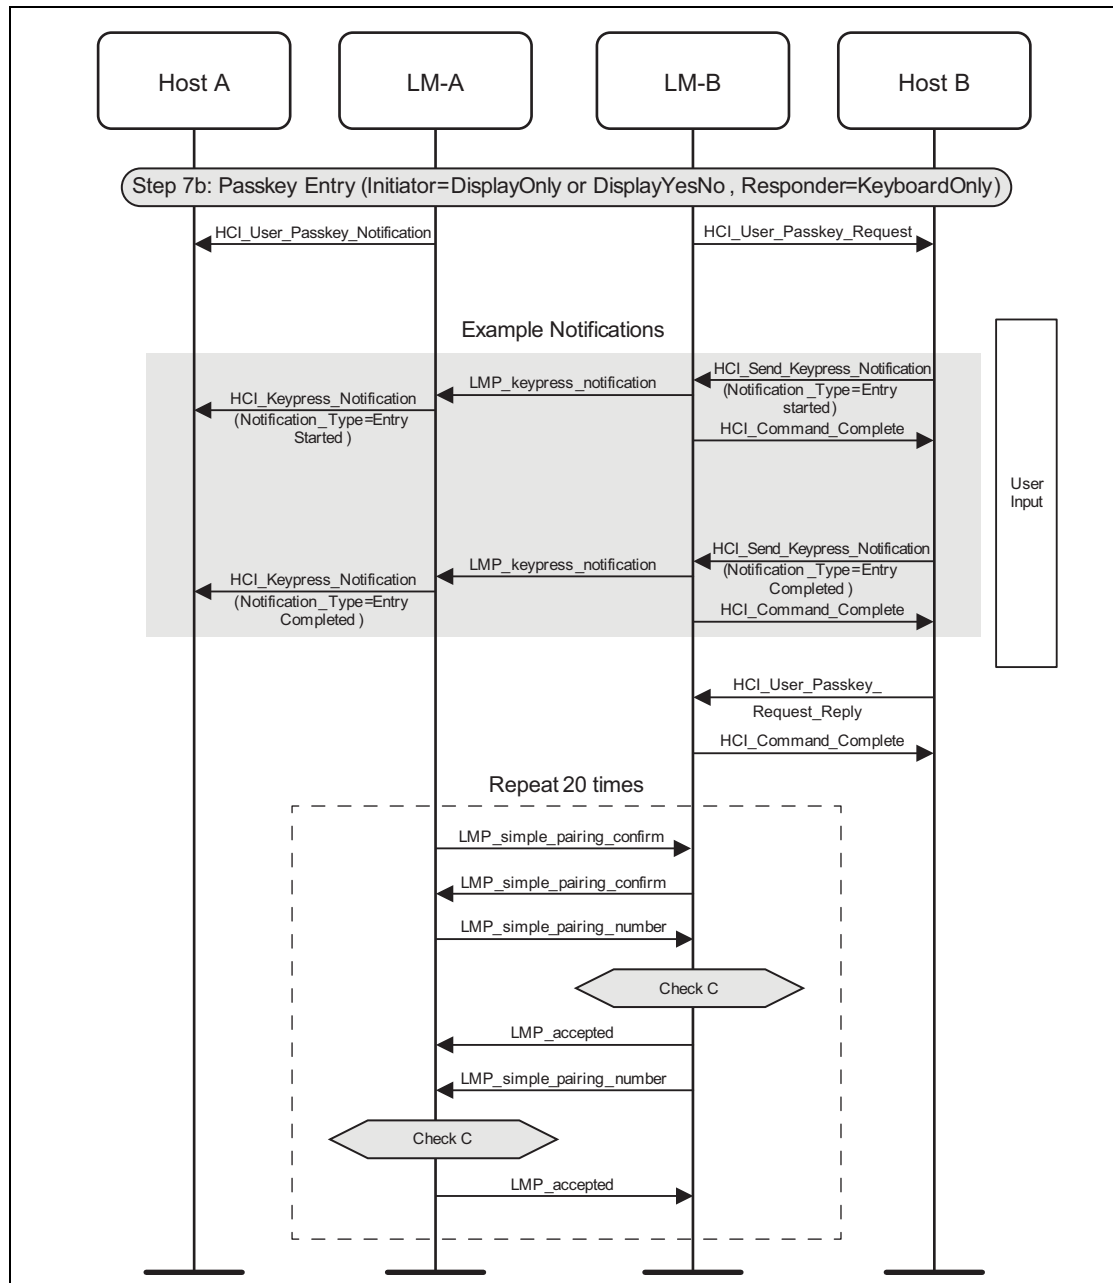 Host A
LM-A
LM-B
Host B
Step 7b: Passkey Entry (Initiator=DisplayOnly or DisplayYesNo , Responder=KeyboardOnly)
HCI_User_Passkey_Notification
HCI_User_Passkey_Request
Example Notifications
HCI_Send_Keypress_Notification
(Notification_Type=Entry
started)
LMP_keypress_notification
HCI_Keypress_Notification
(Notification_Type=Entry
Started )
HCI_Command_Complete
User
Input
HCI_Send_Keypress_Notification
(Notification_Type=Entry
Completed )
LMP_keypress_notification
HCI_Keypress_Notification
(Notification_Type=Entry
Completed )
HCI_Command_Complete
HCI_User_Passkey_
Request_Reply
HCI_Command_Complete
Repeat 20 times
LMP_simple_pairing_confirm
LMP_simple_pairing_confirm
LMP_simple_pairing_number
Check C
LMP_accepted
LMP_simple_pairing_number
Check C
LMP_accepted